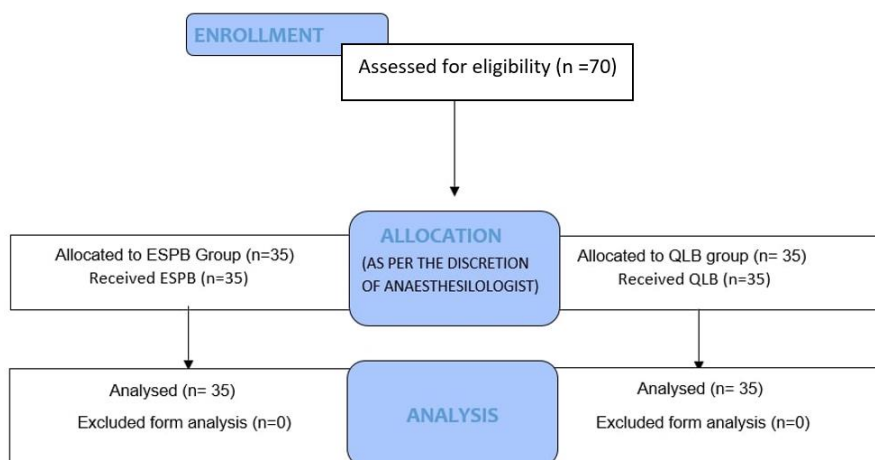 ENROLLMENT
Assessed for eligibility (n =70)
ALLOCATION
(AS PER THE DISCRETION
OF ANAESTHESILOLOGIST)
Allocated to ESPB Group (n=35)
Received ESPB (n=35)
Allocated to QLB group (n= 35)
Received QLB (n=35)
ANALYSIS
Analysed (n= 35)
Excluded form analysis (n=0)
Analysed (n= 35)
Excluded form analysis (n=0)